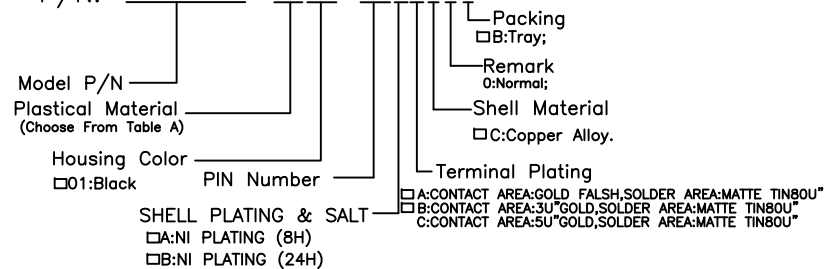 Packing
□B:Tray;
Remark
0:Normal;
Model P/N
Plastical Material
(Choose From Table A)
Shell Material
□C:Copper Alloy.
Housing Color
□01:Black
PIN Number
Terminal Plating
□A:CONTACT AREA:GOLD FALSH,SOLDER AREA:MATTE TIN80U"
□B:CONTACT AREA:3U"GOLD,SOLDER AREA:MATTE TIN80U"
C:CONTACT AREA:5U"GOLD,SOLDER AREA:MATTE TIN80U"
SHELL PLATING & SALT
□A:NI PLATING (8H)
□B:NI PLATING (24H)